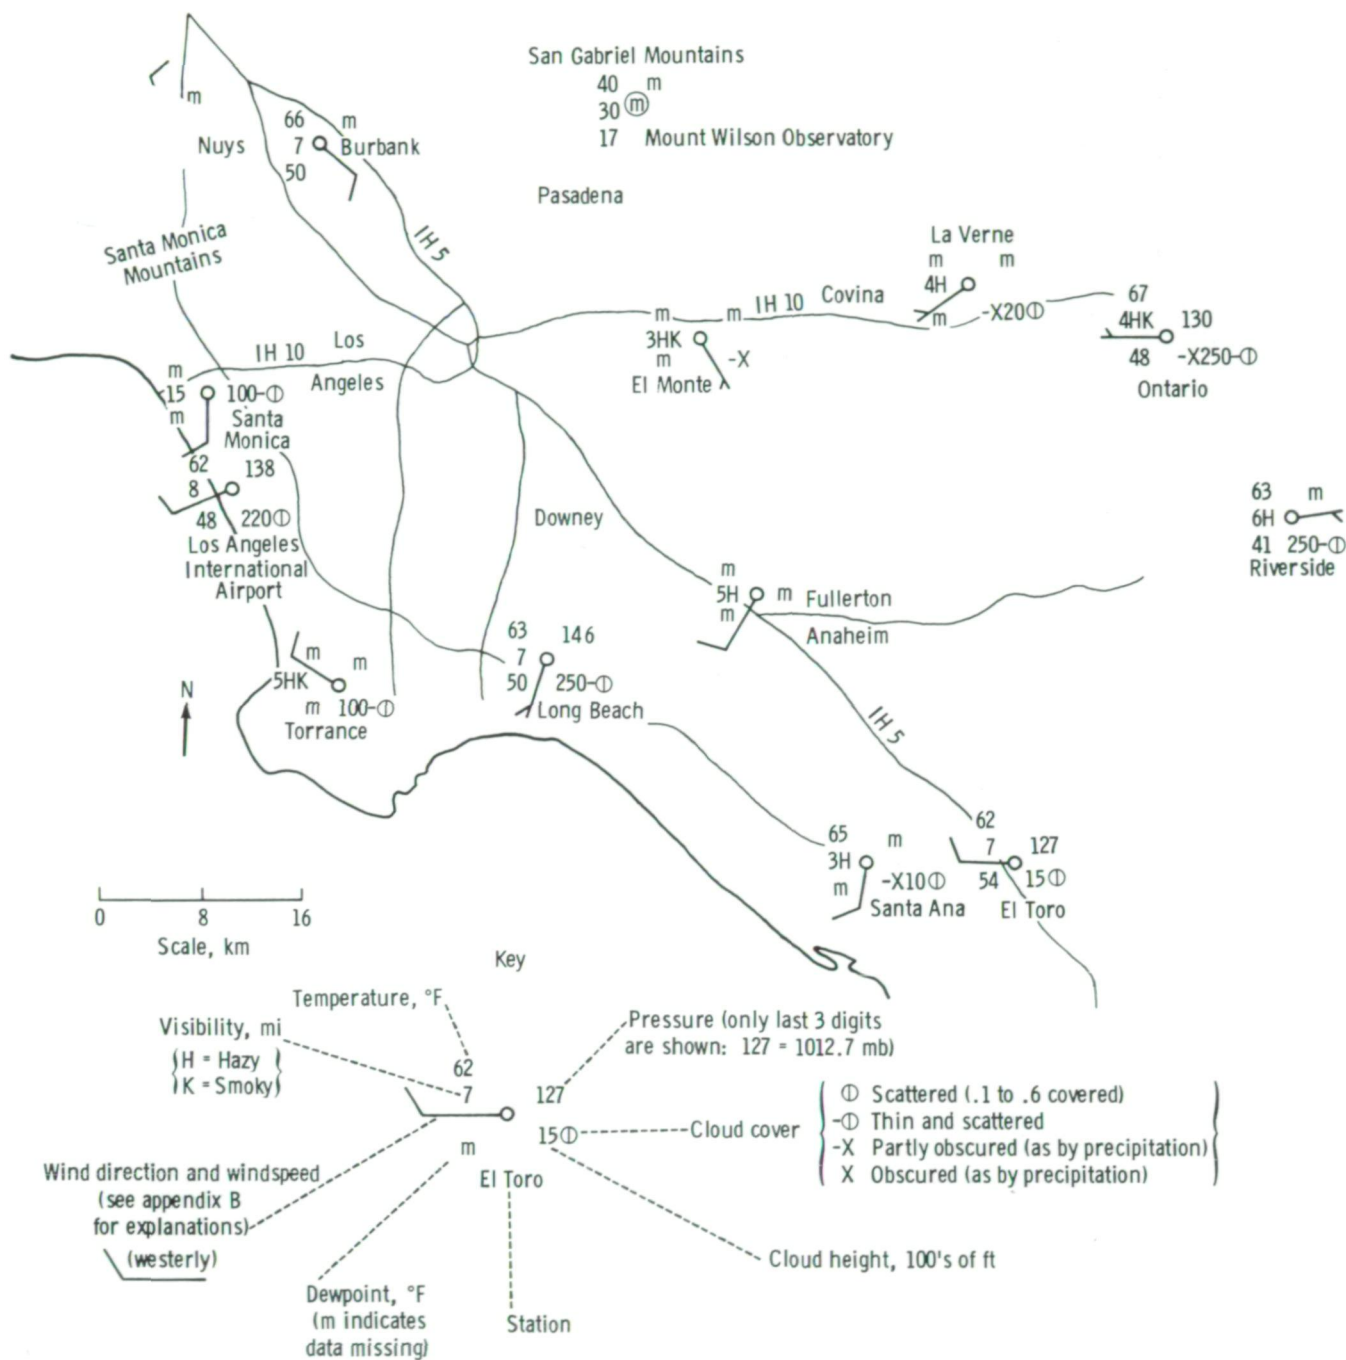 San Gabriel Mountains
40 m
30 m
17 Mount Wilson Observatory
m
Nuys
66 m
7 Burbank
50
Pasadena
Santa Monica
Mountains
IH 5
La Verne
m m
4H
m -X20⦶
67
4HK 130
48 -X250-⦶
Ontario
m m IH 10 Covina
3HK
m -X
El Monte
IH 10 Los
Angeles
m
15 100-⦶
m Santa
Monica
62 138
8
48 220⦶
Los Angeles
International
Airport
Downey
63 m
6H
41 250-⦶
Riverside
m
5H m Fullerton
m Anaheim
63 146
7
50 250-⦶
Long Beach
m m
5HK
m 100-⦶
Torrance
N
IH 5
65 m
3H
m -X10⦶
Santa Ana
62
7 127
54 15⦶
El Toro
0 8 16
Scale, km
Key
Temperature, °F
Visibility, mi
H = Hazy
K = Smoky
62
7 127
m 15⦶
El Toro
Pressure (only last 3 digits
are shown: 127 = 1012.7 mb)
Cloud cover
⦶ Scattered (.1 to .6 covered)
-⦶ Thin and scattered
-X Partly obscured (as by precipitation)
X Obscured (as by precipitation)
Wind direction and windspeed
(see appendix B
for explanations)
(westerly)
Cloud height, 100's of ft
Dewpoint, °F
(m indicates
data missing)
Station